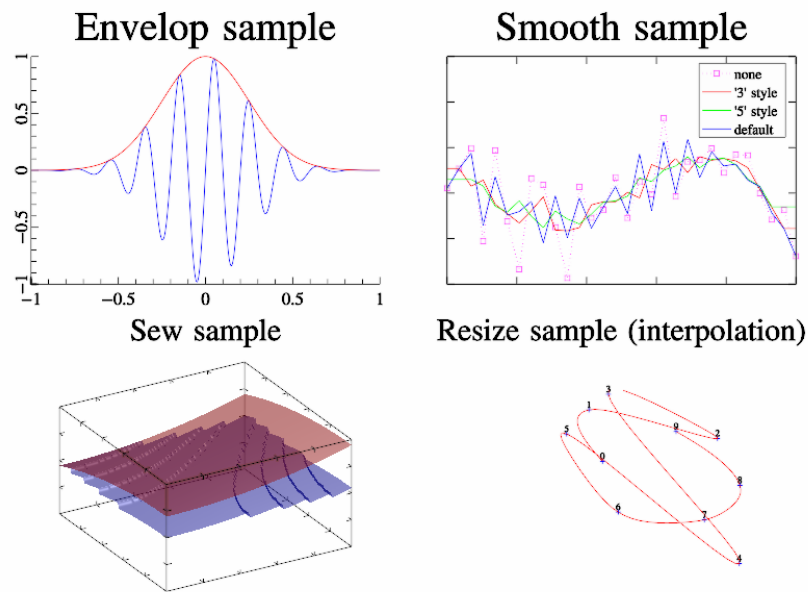 Envelop sample
Smooth sample
1
0.5
0
−0.5
−1
−1 −0.5 0 0.5 1
none
'3' style
'5' style
default
Sew sample
Resize sample (interpolation)
3
1
5
9
2
0
8
6
7
4